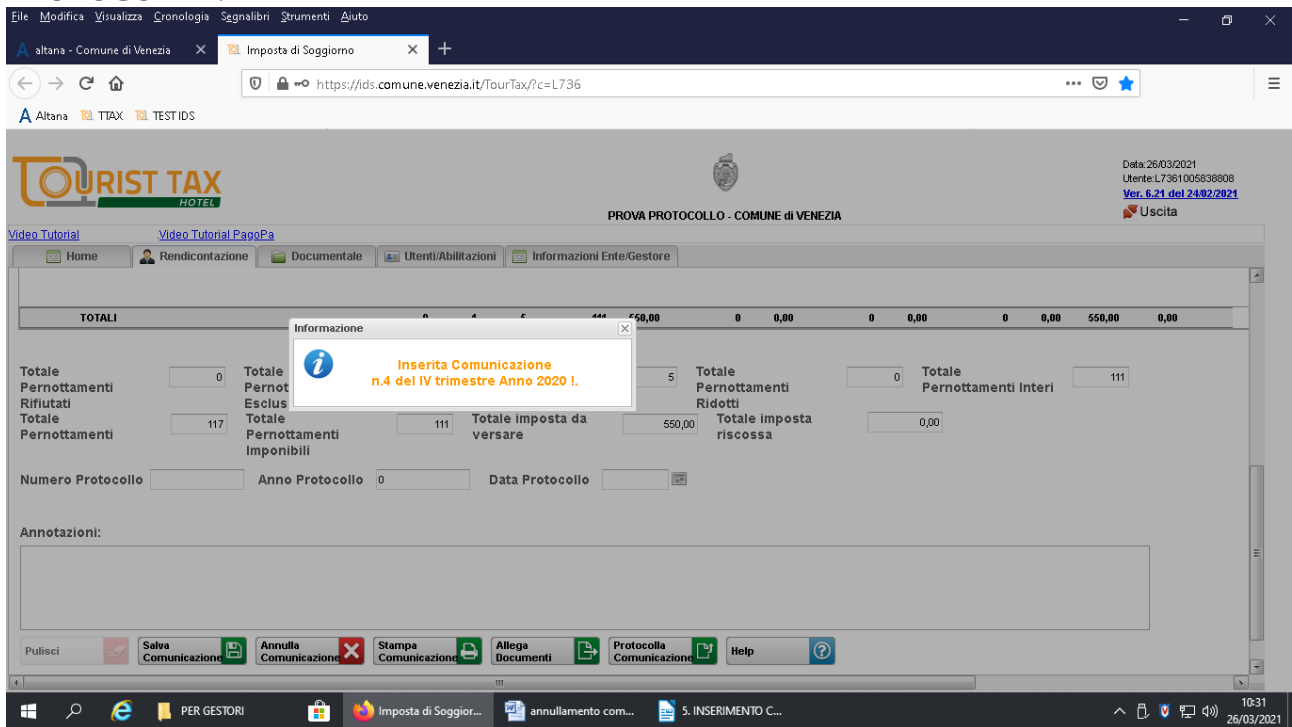 File Modifica Visualizza Cronologia Segnalibri Strumenti Aiuto
altana - Comune di Venezia
Imposta di Soggiorno
https://ids.comune.venezia.it/TourTax/?c=L736
Altana TTAX TEST IDS
TOURIST TAX
HOTEL
PROVA PROTOCOLLO - COMUNE di VENEZIA
Data:26/03/2021
Utente:L7361005838808
Ver. 6.21 del 24/02/2021
Uscita
Video Tutorial .Video Tutorial PagoPa
Home Rendicontazione Documentale Utenti/Abilitazioni Informazioni Ente/Gestore
TOTALI 0 0,00 0 0,00 0 0,00 550,00 0,00
Informazione
Inserita Comunicazione
n.4 del IV trimestre Anno 2020 !.
Totale
Pernottamenti
Rifiutati
0
Totale
5
Totale
Pernottamenti
Ridotti
0
Totale
Pernottamenti Interi
111
Totale
Pernottamenti
117
Totale
Pernottamenti
Imponibili
111
Totale imposta da
versare
550,00
Totale imposta
riscossa
0,00
Numero Protocollo Anno Protocollo 0 Data Protocollo
Annotazioni:
Pulisci
Salva
Comunicazione
Annulla
Comunicazione
Stampa
Comunicazione
Allega
Documenti
Protocolla
Comunicazione
Help
PER GESTORI
Imposta di Soggior...
annullamento com...
5. INSERIMENTO C...
10:31
26/03/2021